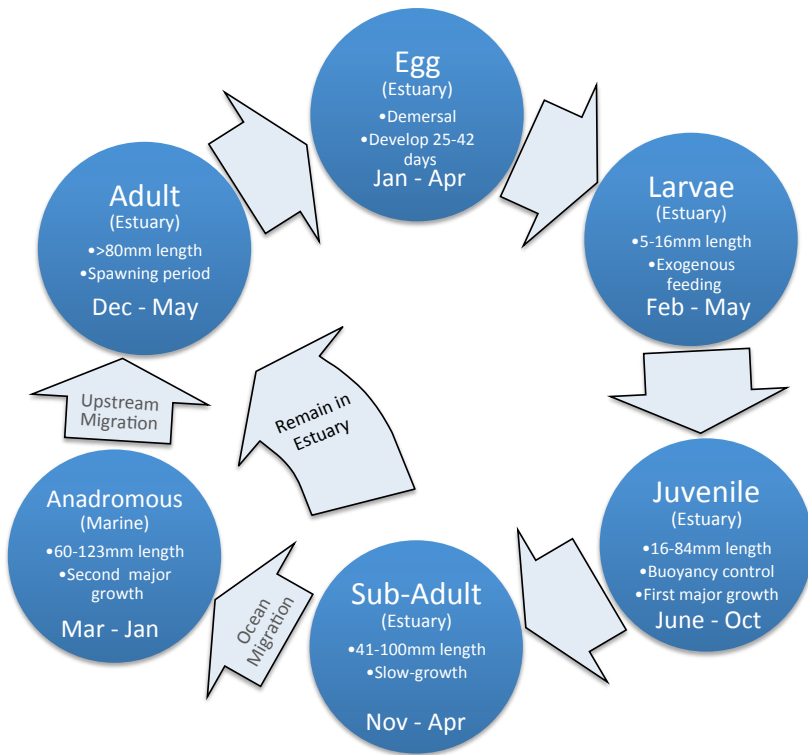 Egg
(Estuary)
•Demersal
•Develop 25-42
days
Jan - Apr
Larvae
(Estuary)
•5-16mm length
•Exogenous
feeding
Feb - May
Juvenile
(Estuary)
•16-84mm length
•Buoyancy control
•First major growth
June - Oct
Sub-Adult
(Estuary)
•41-100mm length
•Slow-growth
Nov - Apr
Ocean
Migration
Anadromous
(Marine)
•60-123mm length
•Second major
growth
Mar - Jan
Upstream
Migration
Remain in
Estuary
Adult
(Estuary)
•>80mm length
•Spawning period
Dec - May